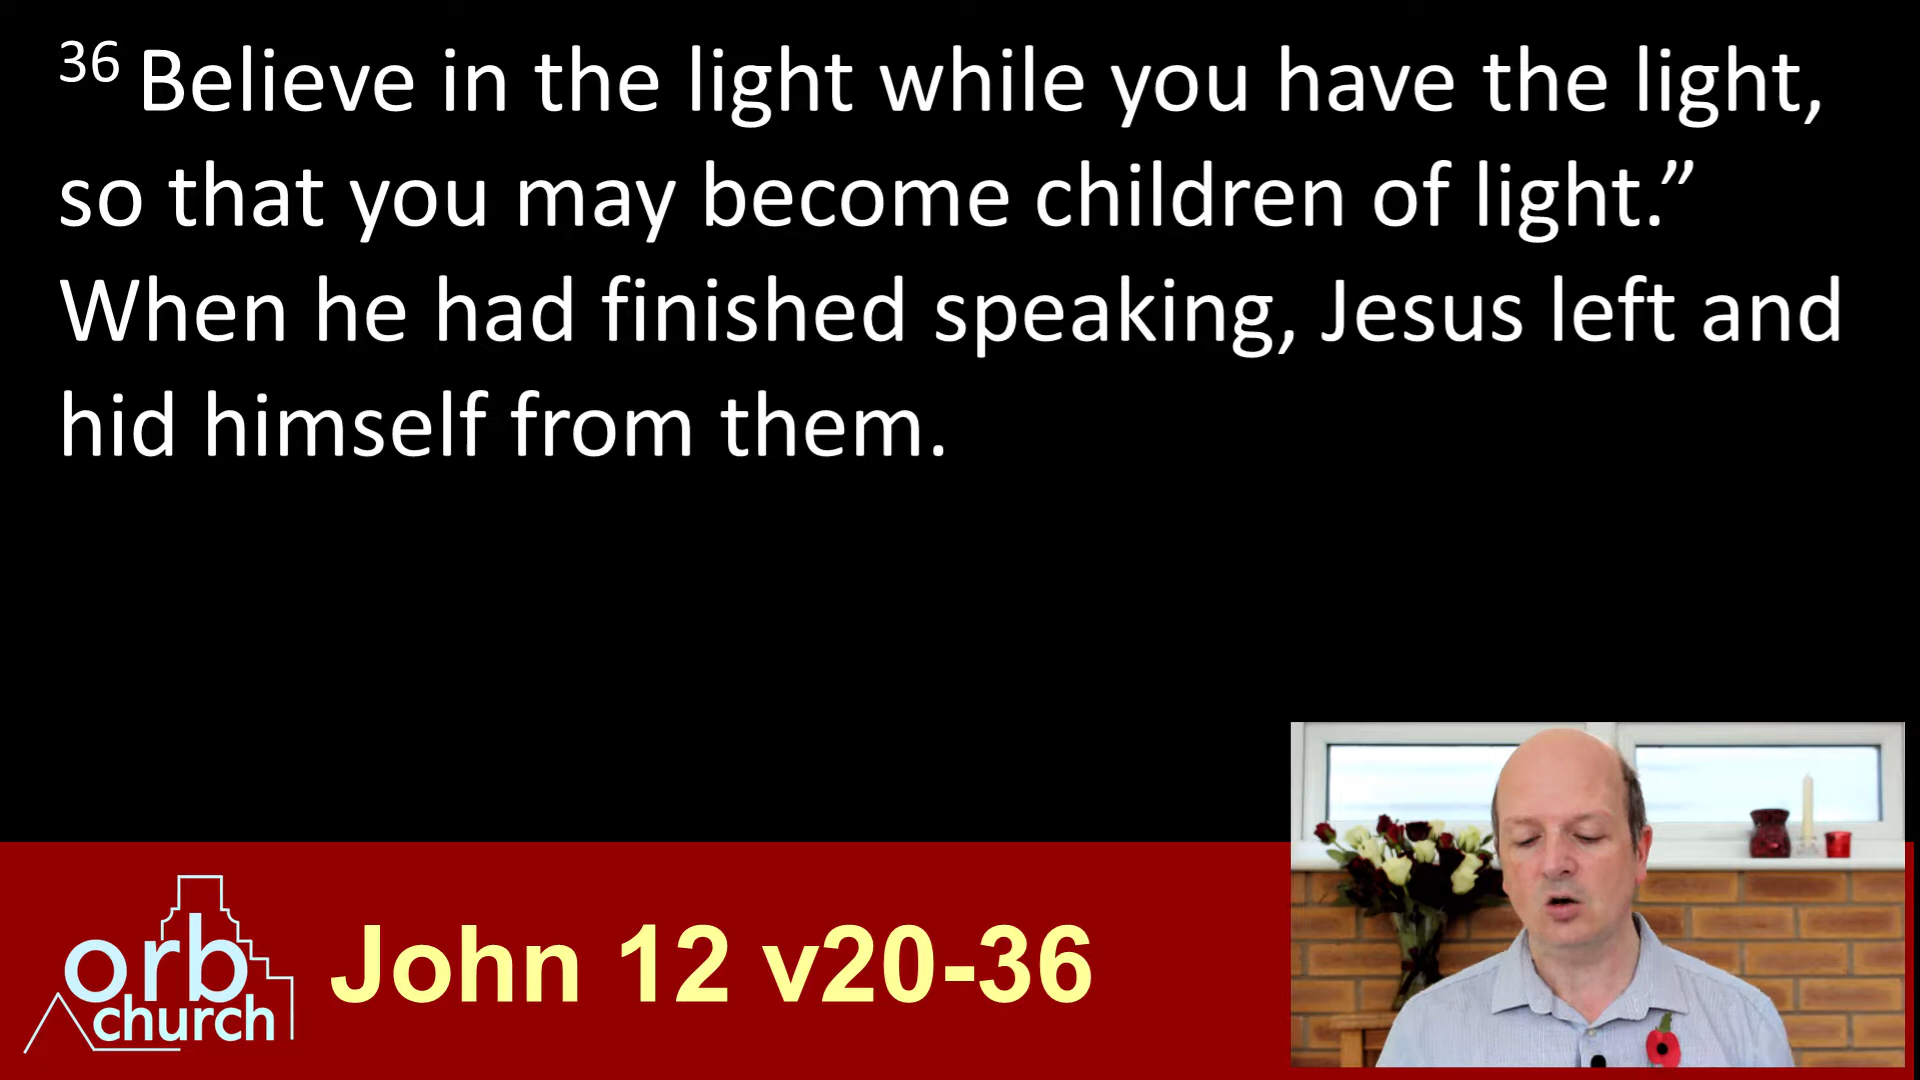 36 Believe in the light while you have the light,
so that you may become children of light.”
When he had finished speaking, Jesus left and
hid himself from them.
orb
church
John 12 v20-36